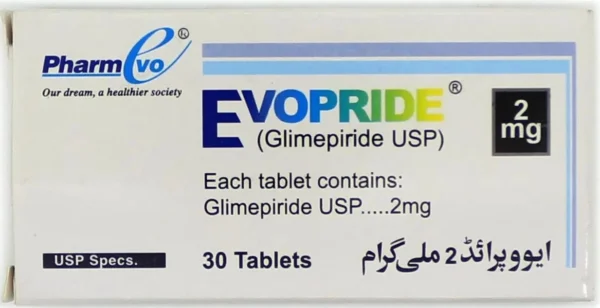 Pharmevo®
Our dream, a healthier society
EVOPRIDE®
(Glimepiride USP)
2
mg
Each tablet contains:
Glimepiride USP.....2mg
USP Specs.
30 Tablets
ایووپرائڈ 2 ملی گرام